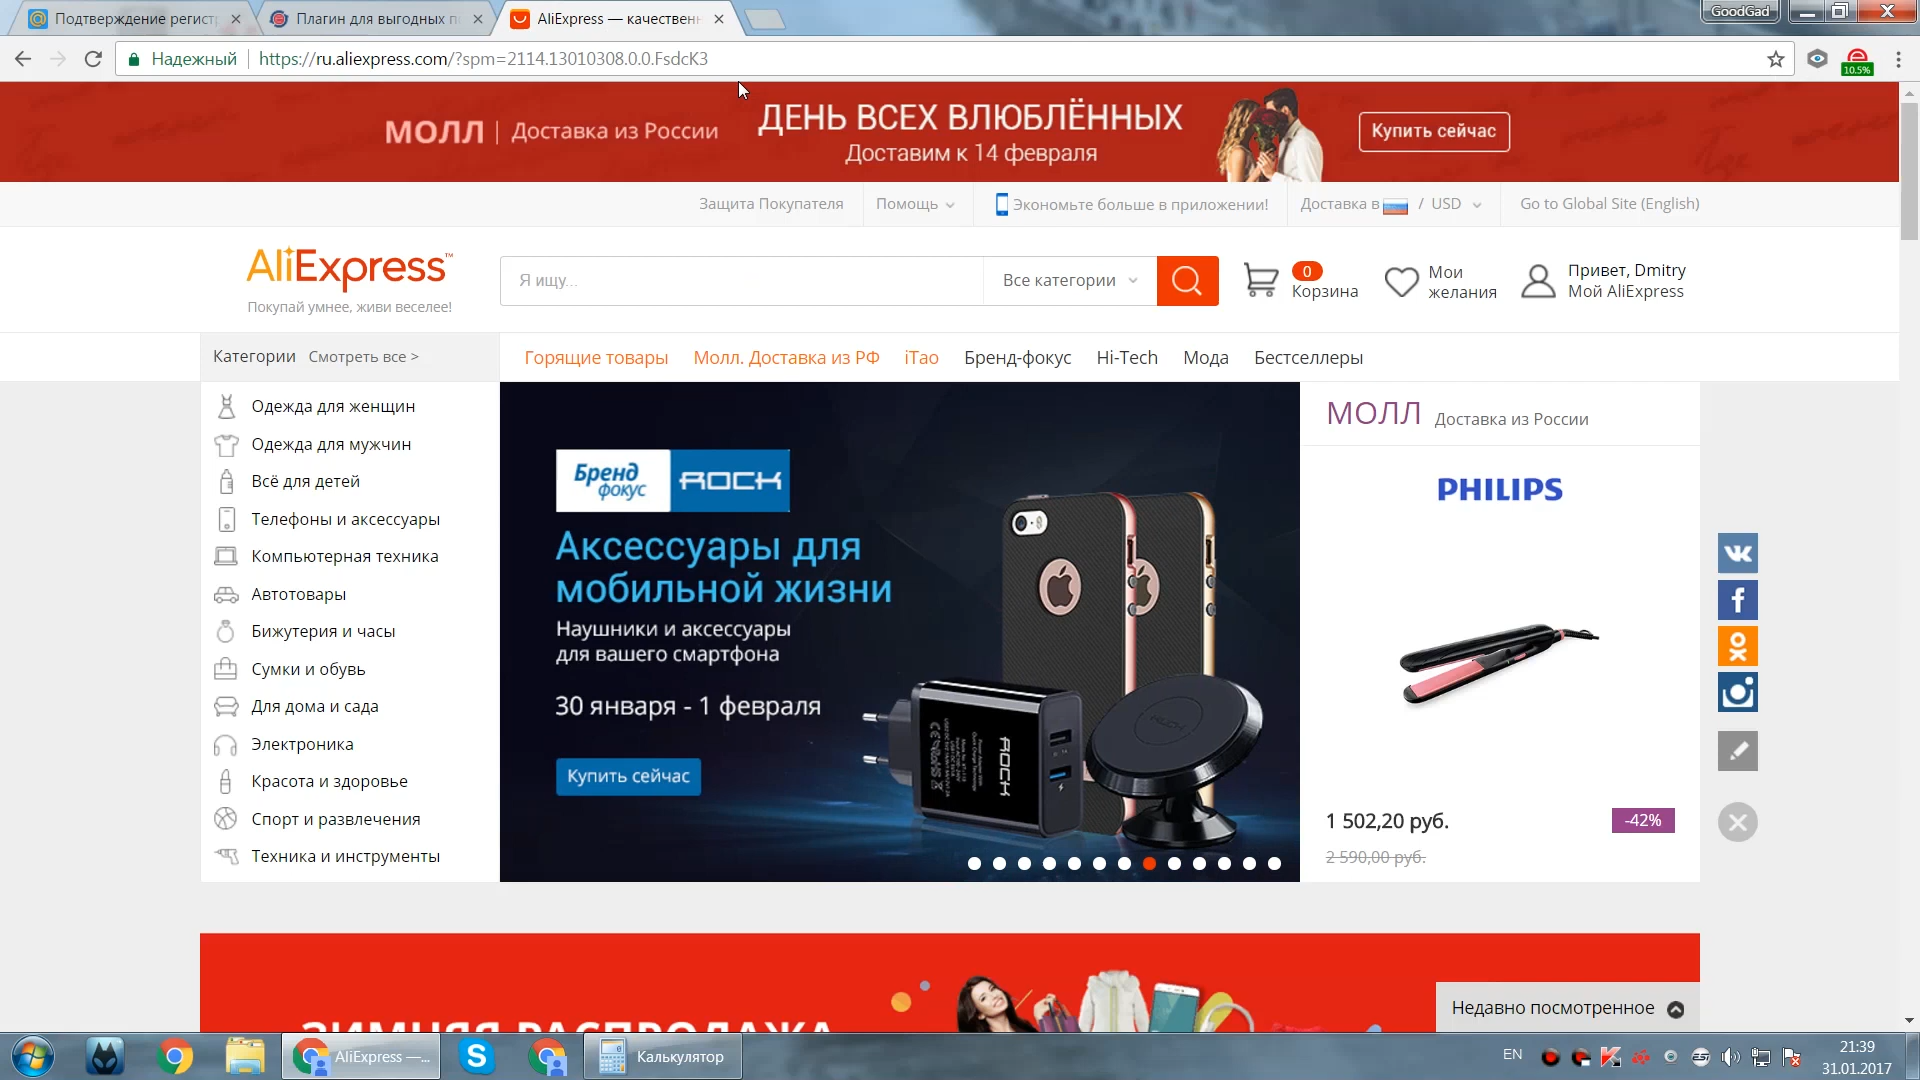 Подтверждение регистр
Плагин для выгодных п
AliExpress — качествен
GoodGad
Надежный
https://ru.aliexpress.com/?spm=2114.13010308.0.0.FsdcK3
10.5%
МОЛЛ | Доставка из России
ДЕНЬ ВСЕХ ВЛЮБЛЁННЫХ
Доставим к 14 февраля
Купить сейчас
Защита Покупателя
Помощь
Экономьте больше в приложении!
Доставка в / USD
Go to Global Site (English)
AliExpress™
Покупай умнее, живи веселее!
Я ищу...
Все категории
0
Корзина
Мои
желания
Привет, Dmitry
Мой AliExpress
Категории Смотреть все >
Горящие товары
Молл. Доставка из РФ
iTao
Бренд-фокус
Hi-Tech
Мода
Бестселлеры
Одежда для женщин
Одежда для мужчин
Всё для детей
Телефоны и аксессуары
Компьютерная техника
Автотовары
Бижутерия и часы
Сумки и обувь
Для дома и сада
Электроника
Красота и здоровье
Спорт и развлечения
Техника и инструменты
Бренд
фокус
ROCK
Аксессуары для
мобильной жизни
Наушники и аксессуары
для вашего смартфона
30 января - 1 февраля
Купить сейчас
ROCK
МОЛЛ Доставка из России
PHILIPS
1 502,20 руб.
-42%
2 590,00 руб.
ЗИМНЯЯ РАСПРОДАЖА
Недавно посмотренное
AliExpress —...
Калькулятор
EN
21:39
31.01.2017